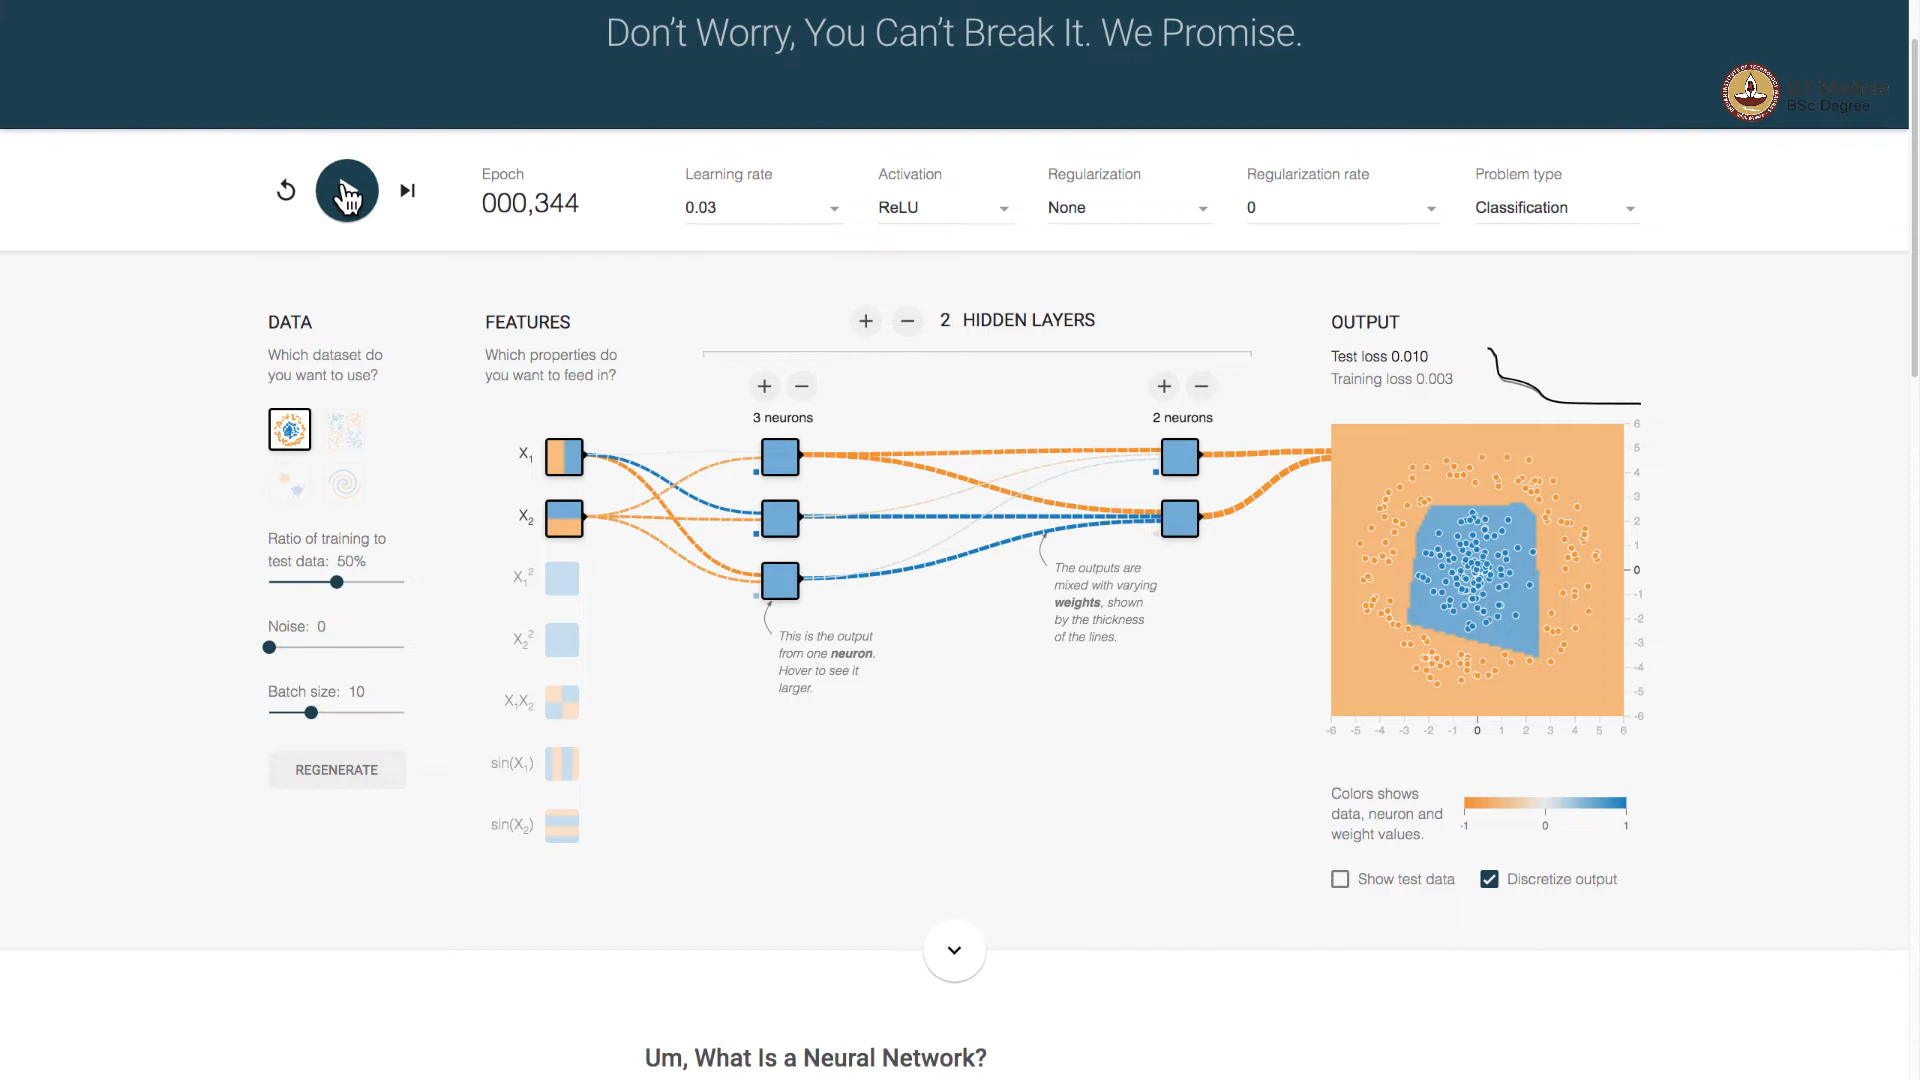 Don't Worry, You Can't Break It. We Promise.
BSc Degree
Epoch
000,344
Learning rate
0.03
Activation
ReLU
Regularization
None
Regularization rate
0
Problem type
Classification
DATA
Which dataset do
you want to use?
Ratio of training to
test data: 50%
Noise: 0
Batch size: 10
REGENERATE
FEATURES
Which properties do
you want to feed in?
X₁
X₂
X₁²
X₂²
X₁X₂
sin(X₁)
sin(X₂)
+ − 2 HIDDEN LAYERS
+ −
3 neurons
+ −
2 neurons
This is the output
from one neuron.
Hover to see it
larger.
The outputs are
mixed with varying
weights, shown
by the thickness
of the lines.
OUTPUT
Test loss 0.010
Training loss 0.003
6
5
4
3
2
1
0
-1
-2
-3
-4
-5
-6
-6 -5 -4 -3 -2 -1 0 1 2 3 4 5 6
Colors shows
data, neuron and
weight values.
-1 0 1
Show test data
Discretize output
Um, What Is a Neural Network?